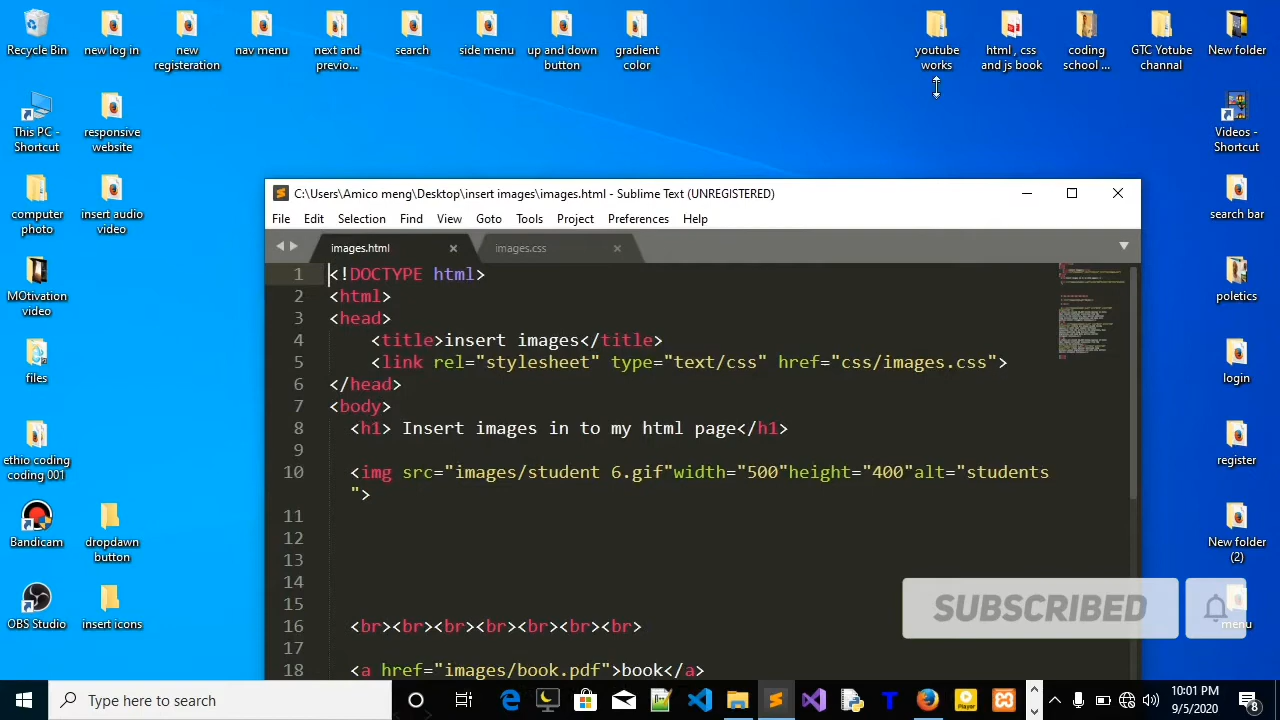 Recycle Bin
new log in
new
registeration
nav menu
next and
previo...
search
side menu
up and down
button
gradient
color
youtube
works
html , css
and js book
coding
school ...
GTC Yotube
channel
New folder
This PC -
Shortcut
responsive
website
Videos -
Shortcut
computer
photo
insert audio
video
search bar
MOtivation
video
poletics
files
login
ethio coding
coding 001
register
Bandicam
dropdawn
button
New folder
(2)
OBS Studio
insert icons
menu
C:\Users\Amico meng\Desktop\insert images\images.html - Sublime Text (UNREGISTERED)
File Edit Selection Find View Goto Tools Project Preferences Help
images.html
images.css
1 <!DOCTYPE html>
2 <html>
3 <head>
4 <title>insert images</title>
5 <link rel="stylesheet" type="text/css" href="css/images.css">
6 </head>
7 <body>
8 <h1> Insert images in to my html page</h1>
9
10 <img src="images/student 6.gif"width="500"height="400"alt="students
">
11
12
13
14
15
16 <br><br><br><br><br><br><br>
17
18 <a href="images/book.pdf">book</a>
SUBSCRIBED
Type here to search
Player
10:01 PM
9/5/2020
8